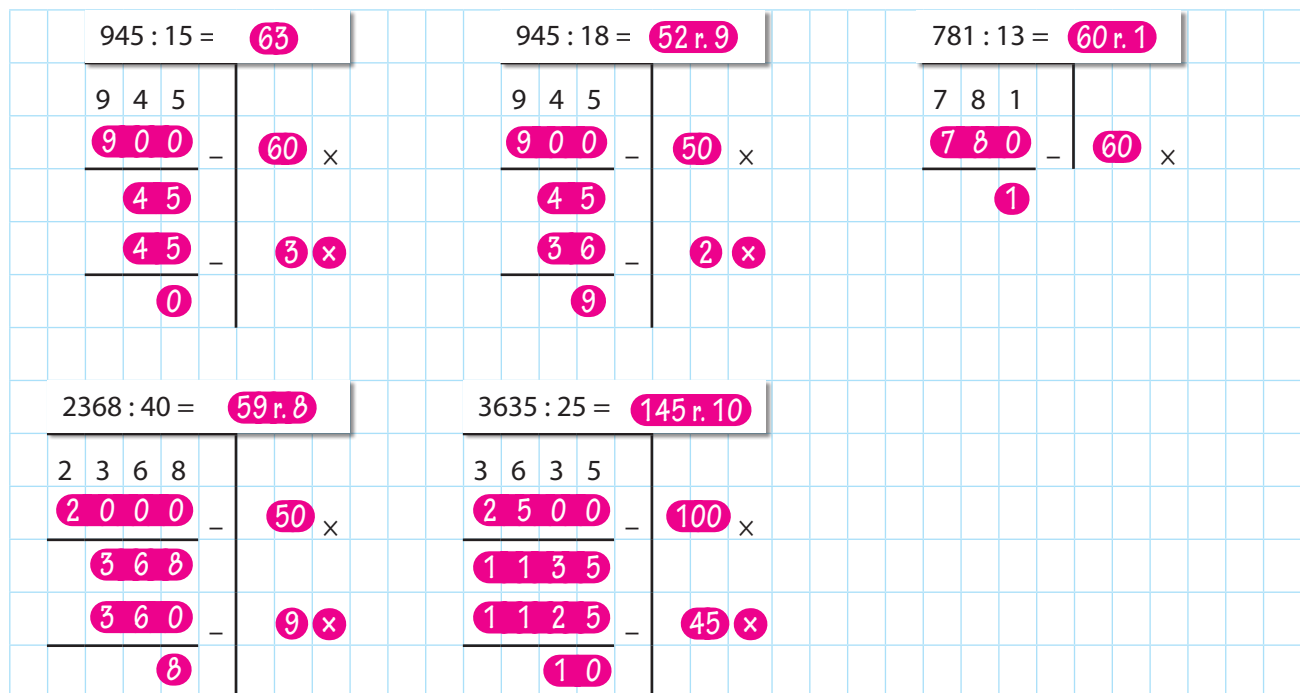 945 : 15 = 63
9 4 5
9 0 0 – 60 ×
4 5
4 5 – 3 ×
0
945 : 18 = 52 r. 9
9 4 5
9 0 0 – 50 ×
4 5
3 6 – 2 ×
9
781 : 13 = 60 r. 1
7 8 1
7 8 0 – 60 ×
1
2368 : 40 = 59 r. 8
2 3 6 8
2 0 0 0 – 50 ×
3 6 8
3 6 0 – 9 ×
8
3635 : 25 = 145 r. 10
3 6 3 5
2 5 0 0 – 100 ×
1 1 3 5
1 1 2 5 – 45 ×
1 0